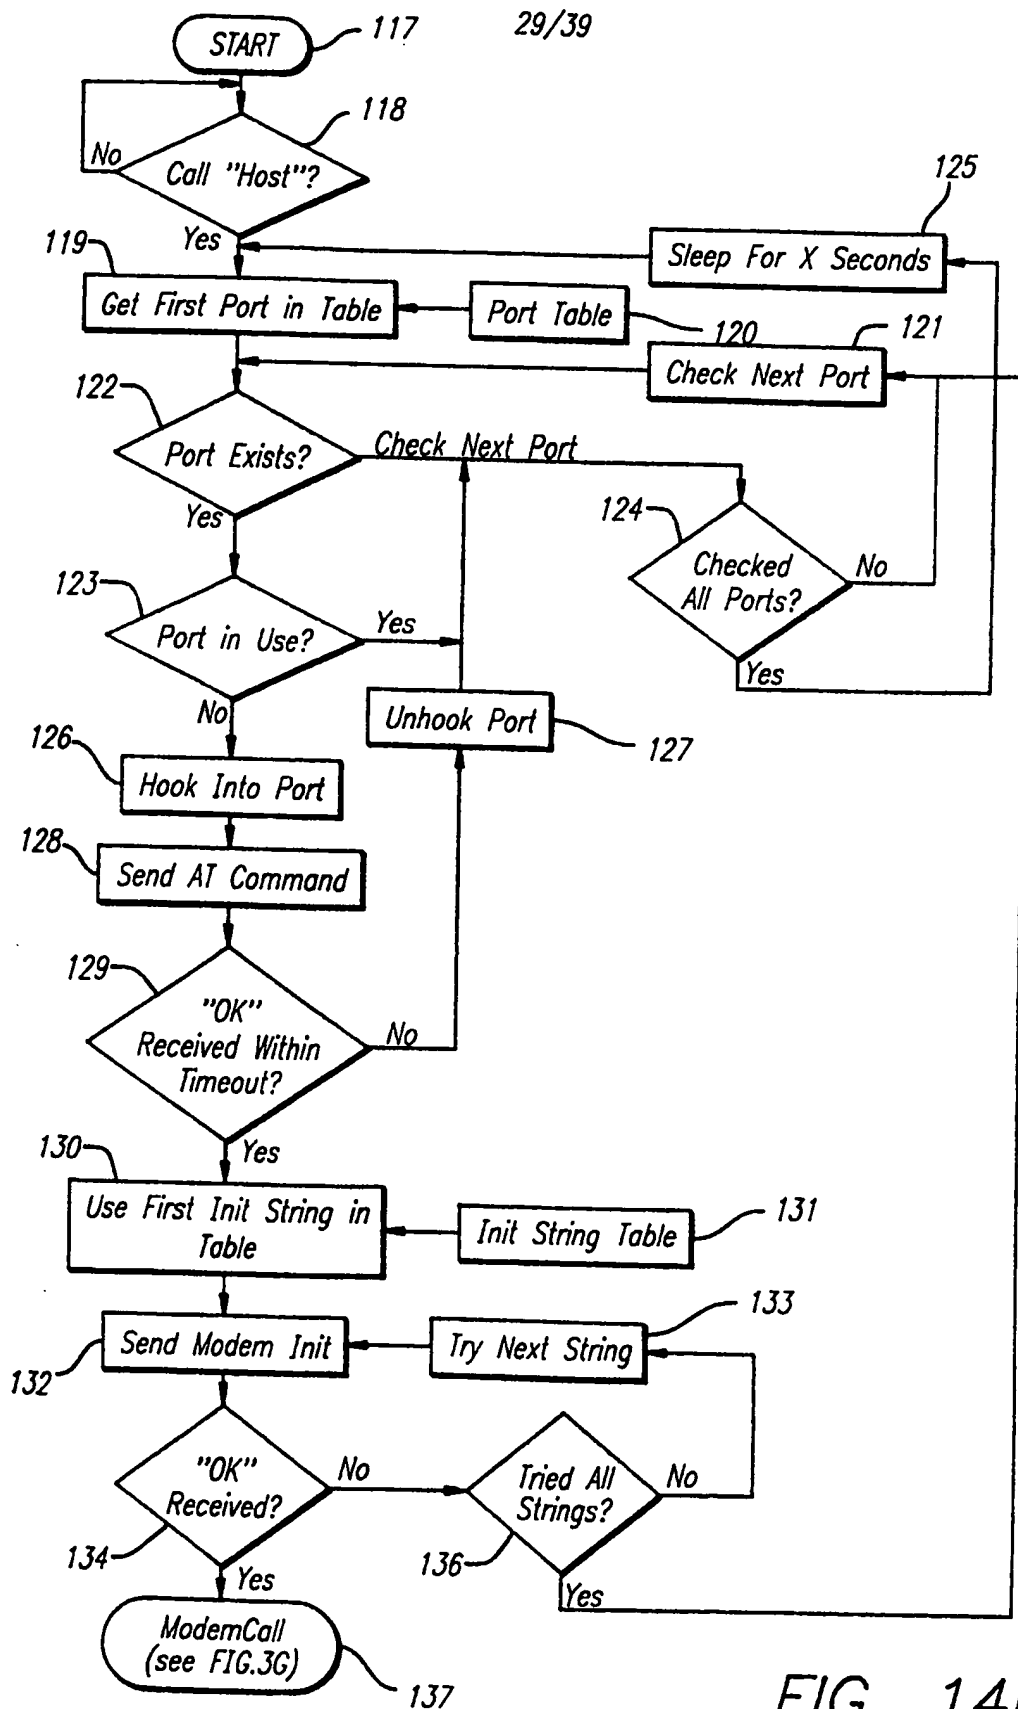 29/39
START
117
118
Call "Host"?
No
Yes
125
Sleep For X Seconds
119
Get First Port in Table
Port Table
120
121
Check Next Port
122
Port Exists?
Check Next Port
Yes
124
Checked
All Ports?
No
Yes
123
Port in Use?
Yes
No
Unhook Port
127
126
Hook Into Port
128
Send AT Command
129
"OK"
Received Within
Timeout?
No
Yes
130
Use First Init String in
Table
Init String Table
131
133
Send Modem Init
Try Next String
132
"OK"
Received?
No
134
Yes
Tried All
Strings?
No
136
Yes
ModemCall
(see FIG.3G)
137
FIG. 14